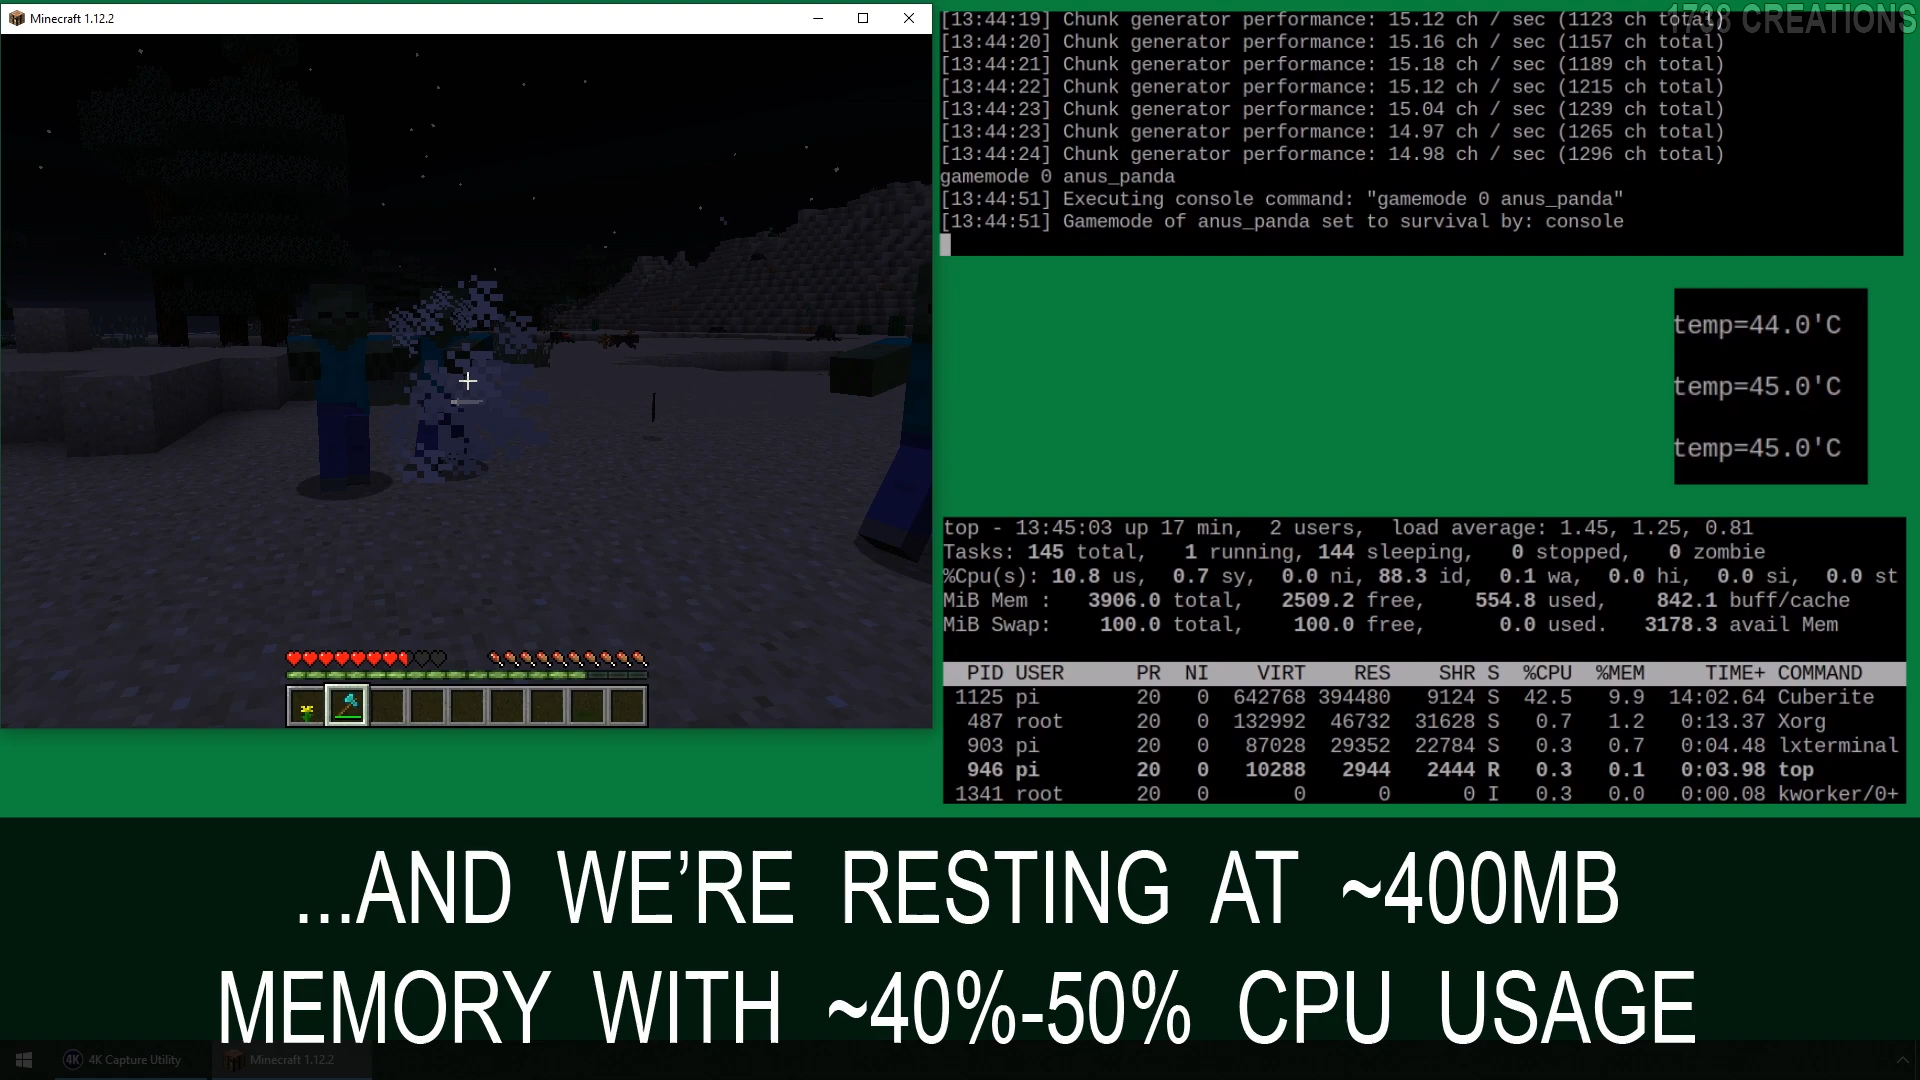 Minecraft 1.12.2
1738 CREATIONS
[13:44:19] Chunk generator performance: 15.12 ch / sec (1123 ch total)
[13:44:20] Chunk generator performance: 15.16 ch / sec (1157 ch total)
[13:44:21] Chunk generator performance: 15.18 ch / sec (1189 ch total)
[13:44:22] Chunk generator performance: 15.12 ch / sec (1215 ch total)
[13:44:23] Chunk generator performance: 15.04 ch / sec (1239 ch total)
[13:44:23] Chunk generator performance: 14.97 ch / sec (1265 ch total)
[13:44:24] Chunk generator performance: 14.98 ch / sec (1296 ch total)
gamemode 0 anus_panda
[13:44:51] Executing console command: "gamemode 0 anus_panda"
[13:44:51] Gamemode of anus_panda set to survival by: console
temp=44.0'C
temp=45.0'C
temp=45.0'C
top - 13:45:03 up 17 min, 2 users, load average: 1.45, 1.25, 0.81
Tasks: 145 total, 1 running, 144 sleeping, 0 stopped, 0 zombie
%Cpu(s): 10.8 us, 0.7 sy, 0.0 ni, 88.3 id, 0.1 wa, 0.0 hi, 0.0 si, 0.0 st
MiB Mem : 3906.0 total, 2509.2 free, 554.8 used, 842.1 buff/cache
MiB Swap: 100.0 total, 100.0 free, 0.0 used. 3178.3 avail Mem
PID USER PR NI VIRT RES SHR S %CPU %MEM TIME+ COMMAND
1125 pi 20 0 642768 394480 9124 S 42.5 9.9 14:02.64 Cuberite
487 root 20 0 132992 46732 31628 S 0.7 1.2 0:13.37 Xorg
903 pi 20 0 87028 29352 22784 S 0.3 0.7 0:04.48 lxterminal
946 pi 20 0 10288 2944 2444 R 0.3 0.1 0:03.98 top
1341 root 20 0 0 0 0 I 0.3 0.0 0:00.08 kworker/0+
...AND WE'RE RESTING AT ~400MB
MEMORY WITH ~40%-50% CPU USAGE
4K 4K Capture Utility Minecraft 1.12.2